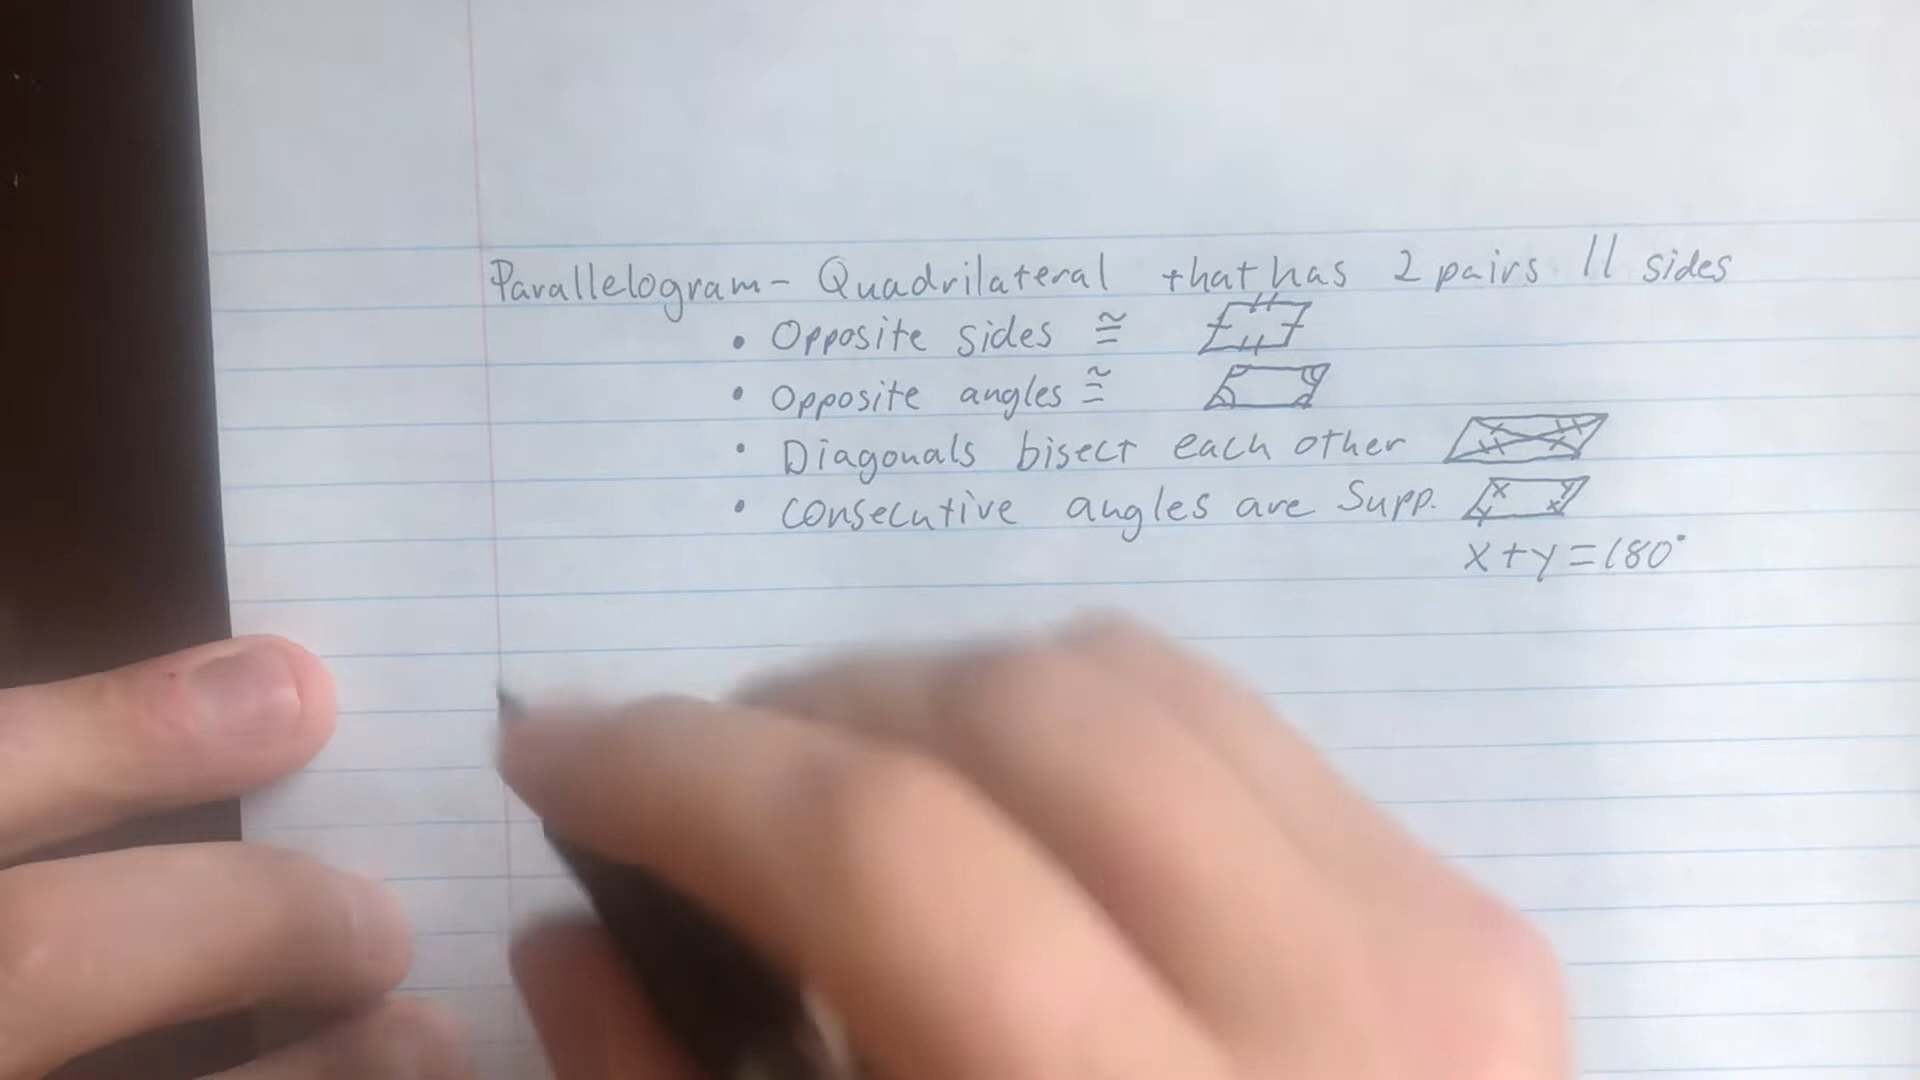 Parallelogram - Quadrilateral that has 2 pairs || sides
• Opposite sides ≅
• Opposite angles ≅
• Diagonals bisect each other
• consecutive angles are Supp. x y x y
x+y=180°